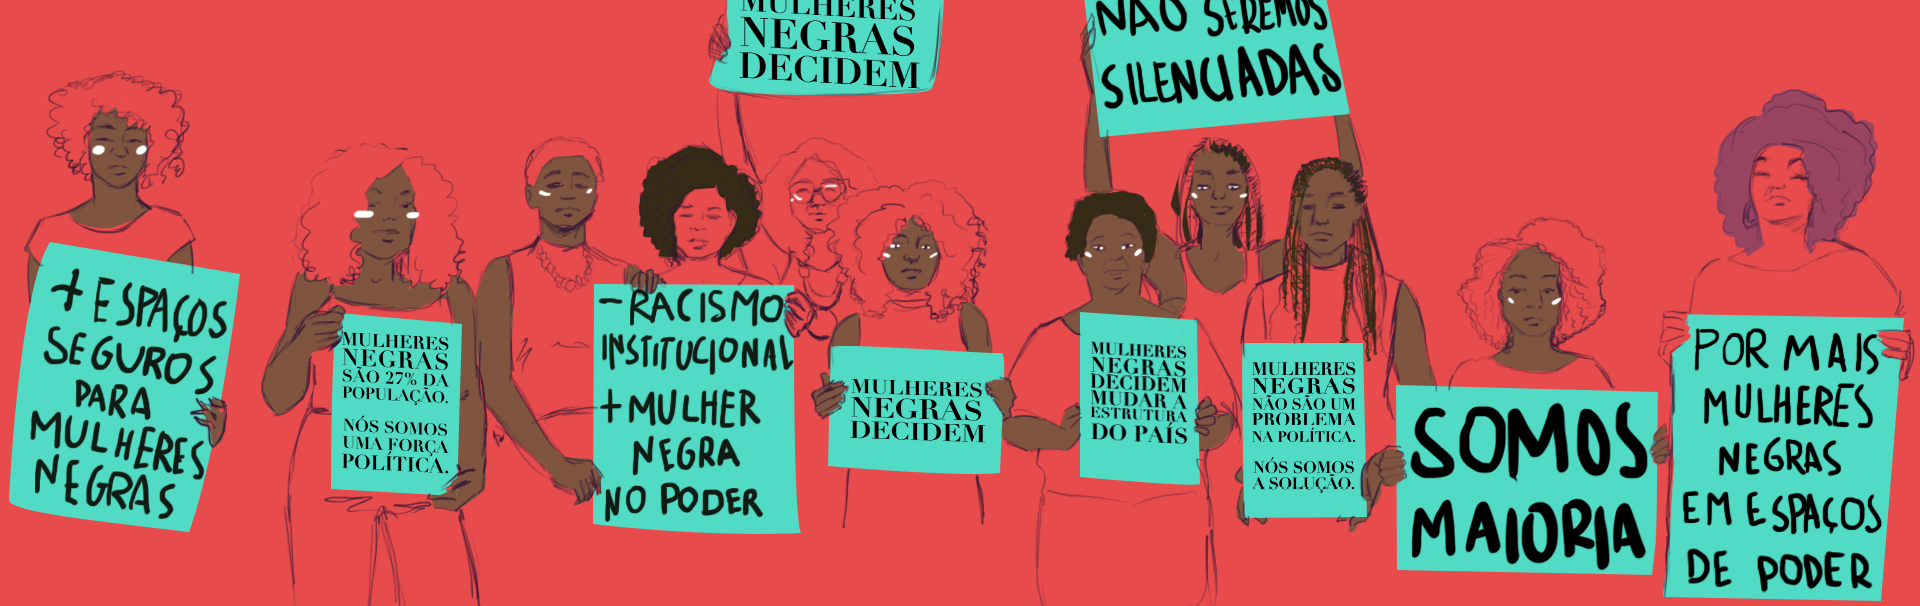 + ESPAÇOS
SEGUROS
PARA
MULHERES
NEGRAS
MULHERES
NEGRAS
SÃO 27% DA
POPULAÇÃO.
NÓS SOMOS
UMA FORÇA
POLÍTICA.
- RACISMO
INSTITUCIONAL
+ MULHER
NEGRA
NO PODER
MULHERES
NEGRAS
DECIDEM
MULHERES
NEGRAS
DECIDEM
NÃO SEREMOS
SILENCIADAS
MULHERES
NEGRAS
DECIDEM
MUDAR A
ESTRUTURA
DO PAÍS
MULHERES
NEGRAS
NÃO SÃO UM
PROBLEMA
NA POLÍTICA.
NÓS SOMOS
A SOLUÇÃO.
SOMOS
MAIORIA
POR MAIS
MULHERES
NEGRAS
EM ESPAÇOS
DE PODER